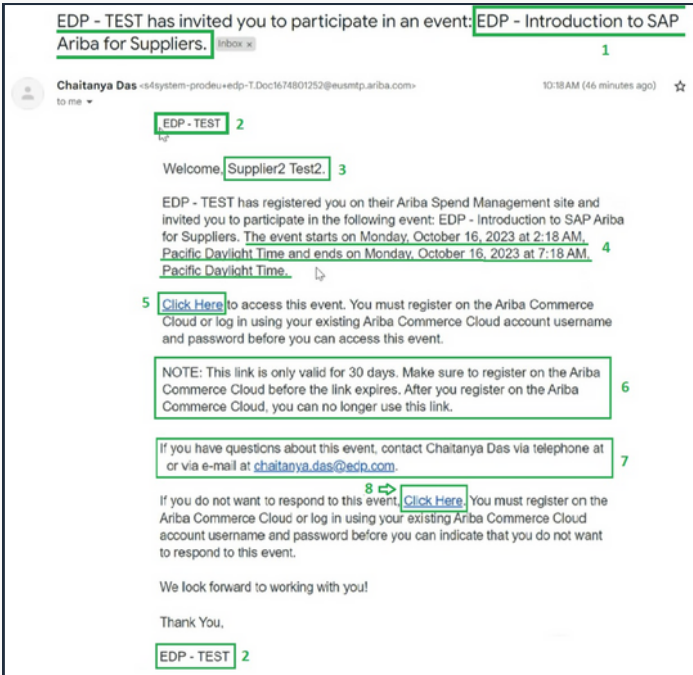 EDP - TEST has invited you to participate in an event: EDP - Introduction to SAP
Ariba for Suppliers. Inbox x
1
Chaitanya Das <s4system-prodeu+edp-T.Doc1674801252@eusmtp.ariba.com> 10:18 AM (46 minutes ago)
to me
EDP - TEST 2
Welcome, Supplier2 Test2. 3
EDP - TEST has registered you on their Ariba Spend Management site and
invited you to participate in the following event: EDP - Introduction to SAP Ariba
for Suppliers. The event starts on Monday, October 16, 2023 at 2:18 AM,
Pacific Daylight Time and ends on Monday, October 16, 2023 at 7:18 AM, 4
Pacific Daylight Time.
5 Click Here to access this event. You must register on the Ariba Commerce
Cloud or log in using your existing Ariba Commerce Cloud account username
and password before you can access this event.
NOTE: This link is only valid for 30 days. Make sure to register on the Ariba
Commerce Cloud before the link expires. After you register on the Ariba 6
Commerce Cloud, you can no longer use this link.
If you have questions about this event, contact Chaitanya Das via telephone at
or via e-mail at chaitanya.das@edp.com. 7
8
If you do not want to respond to this event, Click Here. You must register on the
Ariba Commerce Cloud or log in using your existing Ariba Commerce Cloud
account username and password before you can indicate that you do not want
to respond to this event.
We look forward to working with you!
Thank You,
EDP - TEST 2